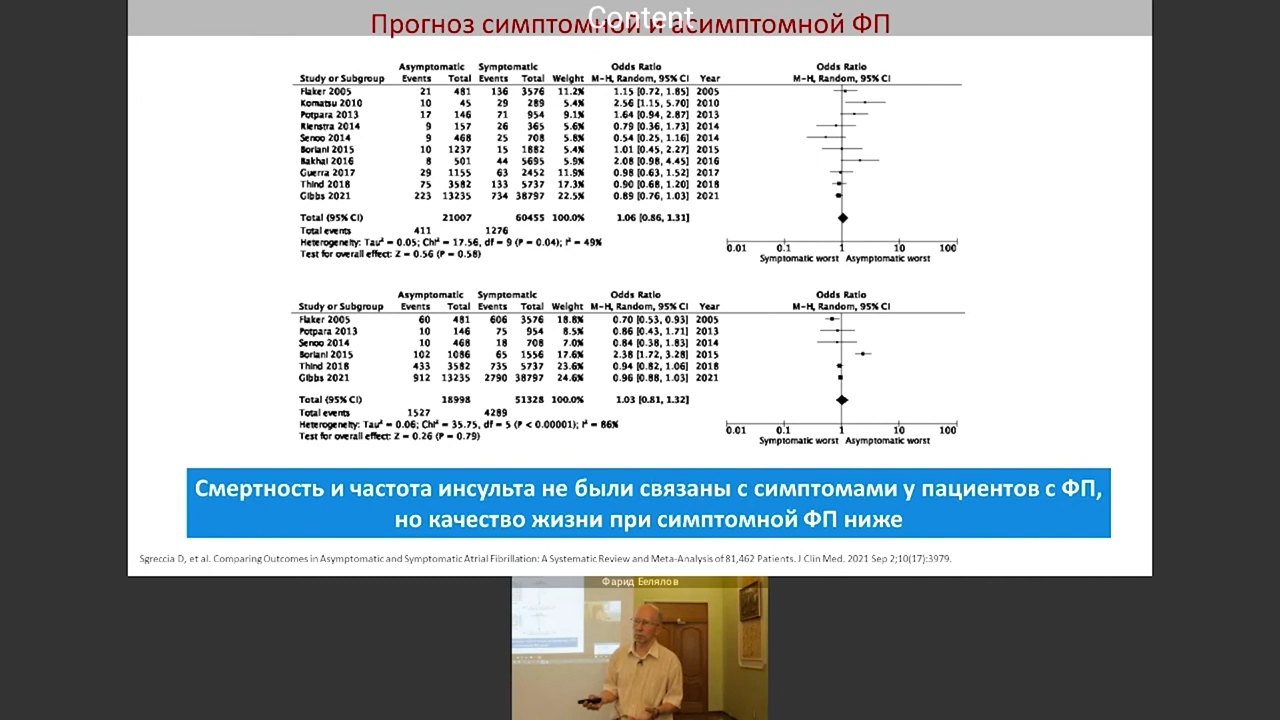 Content
Прогноз симптомной и асимптомной ФП
Asymptomatic Symptomatic Odds Ratio Odds Ratio
Study or Subgroup Events Total Events Total Weight M-H, Random, 95% CI Year M-H, Random, 95% CI
Flaker 2005 21 481 136 3576 11.2% 1.15 [0.72, 1.85] 2005
Komatsu 2010 10 45 29 289 5.4% 2.56 [1.15, 5.70] 2010
Potpara 2013 17 146 71 954 9.1% 1.64 [0.94, 2.87] 2013
Rienstra 2014 9 157 26 365 5.6% 0.79 [0.36, 1.73] 2014
Senoo 2014 9 468 25 708 5.8% 0.54 [0.25, 1.16] 2014
Boriani 2015 10 1237 15 1882 5.4% 1.01 [0.45, 2.27] 2015
Bakhai 2016 8 501 44 5695 5.9% 2.08 [0.98, 4.45] 2016
Guerra 2017 29 1155 63 2452 11.9% 0.98 [0.63, 1.52] 2017
Thind 2018 75 3582 133 5737 17.3% 0.90 [0.68, 1.20] 2018
Gibbs 2021 223 13235 734 38797 22.5% 0.89 [0.76, 1.03] 2021
Total (95% CI) 21007 60455 100.0% 1.06 [0.86, 1.31]
Total events 411 1276
Heterogeneity: Tau² = 0.05; Chi² = 17.56, df = 9 (P = 0.04); I² = 49%
Test for overall effect: Z = 0.56 (P = 0.58)
0.01 0.1 1 10 100
Symptomatic worst Asymptomatic worst
Asymptomatic Symptomatic Odds Ratio Odds Ratio
Study or Subgroup Events Total Events Total Weight M-H, Random, 95% CI Year M-H, Random, 95% CI
Flaker 2005 60 481 606 3576 18.8% 0.70 [0.53, 0.93] 2005
Potpara 2013 10 146 75 954 8.5% 0.86 [0.43, 1.71] 2013
Senoo 2014 10 468 18 708 7.0% 0.84 [0.38, 1.83] 2014
Boriani 2015 102 1086 65 1556 17.6% 2.38 [1.72, 3.28] 2015
Thind 2018 433 3582 735 5737 23.6% 0.94 [0.82, 1.06] 2018
Gibbs 2021 912 13235 2790 38797 24.6% 0.96 [0.88, 1.03] 2021
Total (95% CI) 18998 51328 100.0% 1.03 [0.81, 1.32]
Total events 1527 4289
Heterogeneity: Tau² = 0.06; Chi² = 35.75, df = 5 (P < 0.00001); I² = 86%
Test for overall effect: Z = 0.26 (P = 0.79)
0.01 0.1 1 10 100
Symptomatic worst Asymptomatic worst
Смертность и частота инсульта не были связаны с симптомами у пациентов с ФП,
но качество жизни при симптомной ФП ниже
Sgreccia D, et al. Comparing Outcomes in Asymptomatic and Symptomatic Atrial Fibrillation: A Systematic Review and Meta-Analysis of 81,462 Patients. J Clin Med. 2021 Sep 2;10(17):3979.
Фарид Белялов